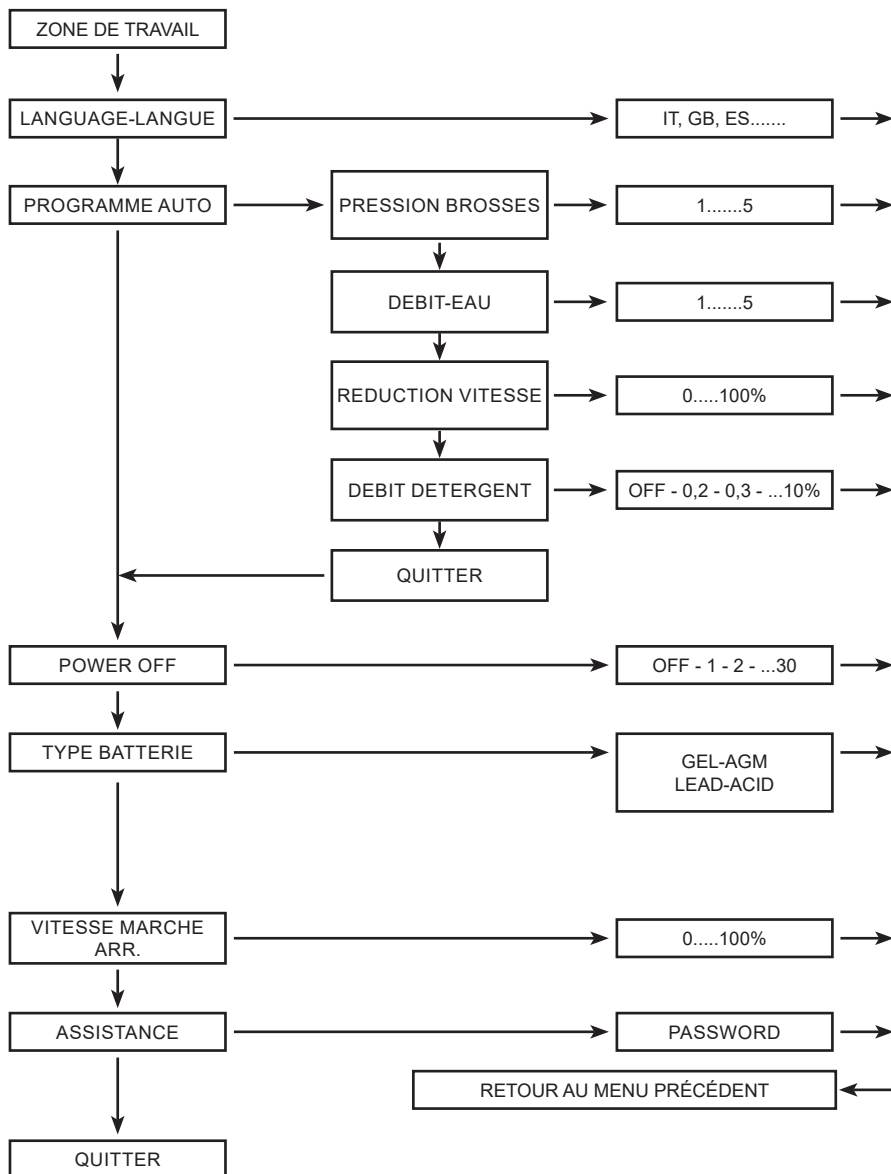 ZONE DE TRAVAIL
LANGUAGE-LANGUE
IT, GB, ES.......
PROGRAMME AUTO
PRESSION BROSSES
1.......5
DEBIT-EAU
1.......5
REDUCTION VITESSE
0.....100%
DEBIT DETERGENT
OFF - 0,2 - 0,3 - ...10%
QUITTER
POWER OFF
OFF - 1 - 2 - ...30
TYPE BATTERIE
GEL-AGM
LEAD-ACID
VITESSE MARCHE
ARR.
0.....100%
ASSISTANCE
PASSWORD
RETOUR AU MENU PRÉCÉDENT
QUITTER